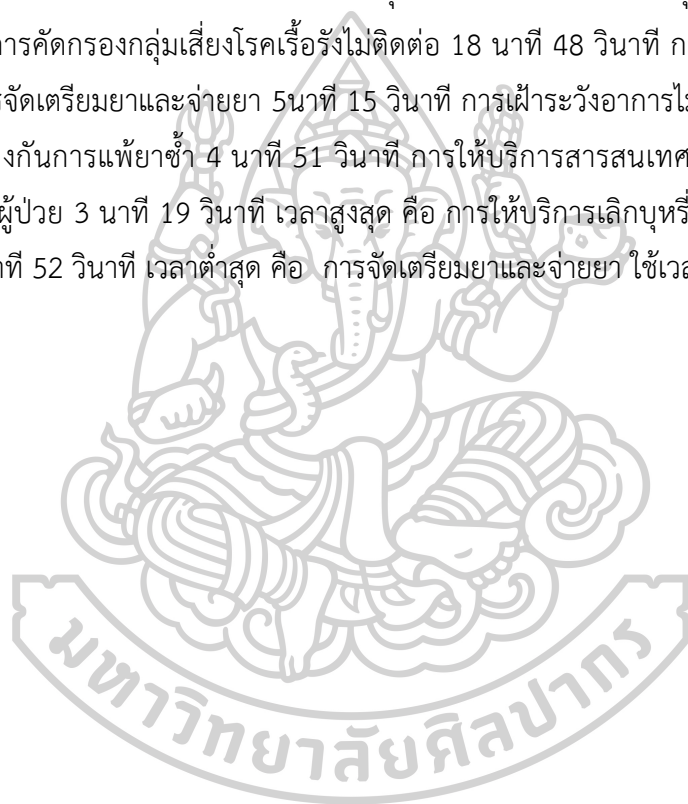 การคัดกรองกลุ่มเสี่ยงโรคเรื้อรังไม่ติดต่อ 18 นาที 48 วินาที ก
รจัดเตรียมยาและจ่ายยา 5นาที 15 วินาที การเฝ้าระวังอาการไม
งกันการแพ้ยาซ้ำ 4 นาที 51 วินาที การให้บริการสารสนเทศ
ผู้ป่วย 3 นาที 19 วินาที เวลาสูงสุด คือ การให้บริการเลิกบุหรี่
าที 52 วินาที เวลาต่ำสุด คือ การจัดเตรียมยาและจ่ายยา ใช้เวล
มหาวิทยาลัยศิลปากร